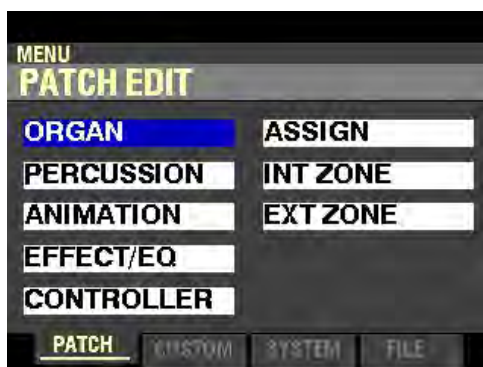 MENU
PATCH EDIT
ORGAN
PERCUSSION
ANIMATION
EFFECT/EQ
CONTROLLER
ASSIGN
INT ZONE
EXT ZONE
PATCH CUSTOM SYSTEM FILE